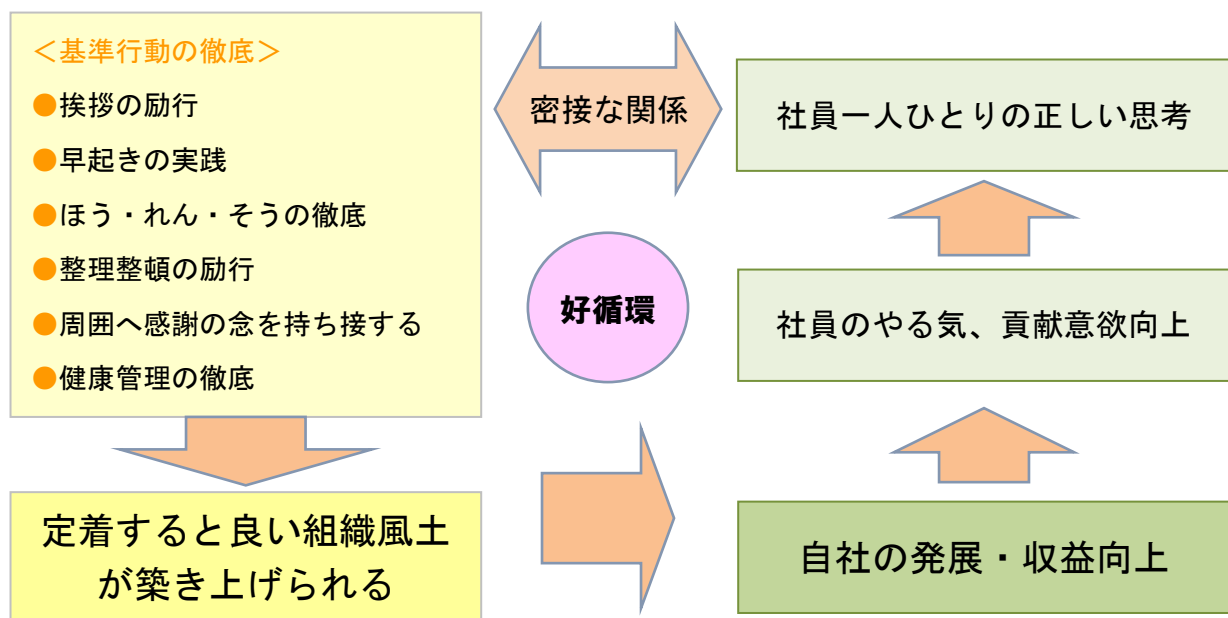 ＜基準行動の徹底＞
●挨拶の励行
●早起きの実践
●ほう・れん・そうの徹底
●整理整頓の励行
●周囲へ感謝の念を持ち接する
●健康管理の徹底
定着すると良い組織風土
が築き上げられる
密接な関係
好循環
社員一人ひとりの正しい思考
社員のやる気、貢献意欲向上
自社の発展・収益向上